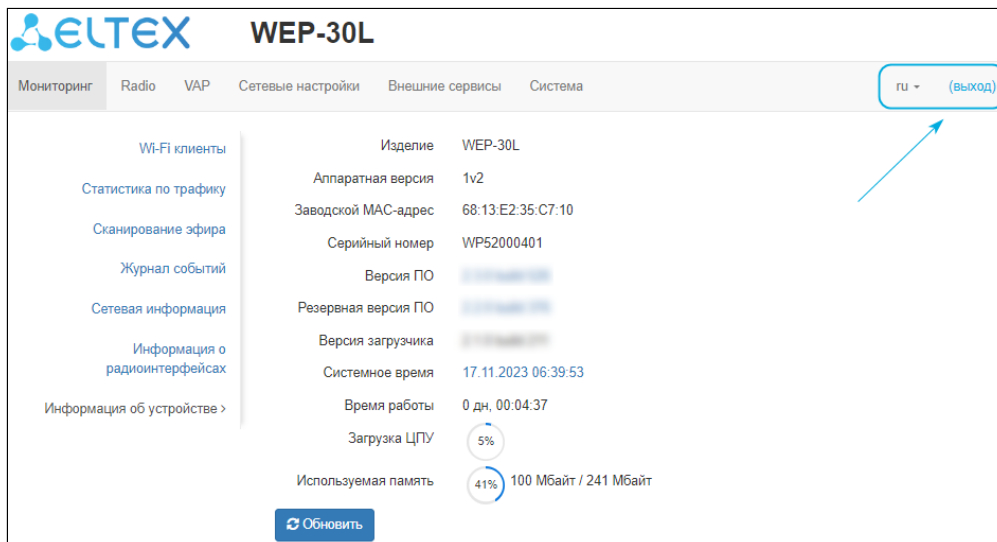 ELTEX WEP-30L
Мониторинг Radio VAP Сетевые настройки Внешние сервисы Система ru (выход)
Wi-Fi клиенты
Статистика по трафику
Сканирование эфира
Журнал событий
Сетевая информация
Информация о
радиоинтерфейсах
Информация об устройстве >
Изделие WEP-30L
Аппаратная версия 1v2
Заводской MAC-адрес 68:13:E2:35:C7:10
Серийный номер WP52000401
Версия ПО
Резервная версия ПО
Версия загрузчика
Системное время 17.11.2023 06:39:53
Время работы 0 дн, 00:04:37
Загрузка ЦПУ 5%
Используемая память 41% 100 Мбайт / 241 Мбайт
Обновить